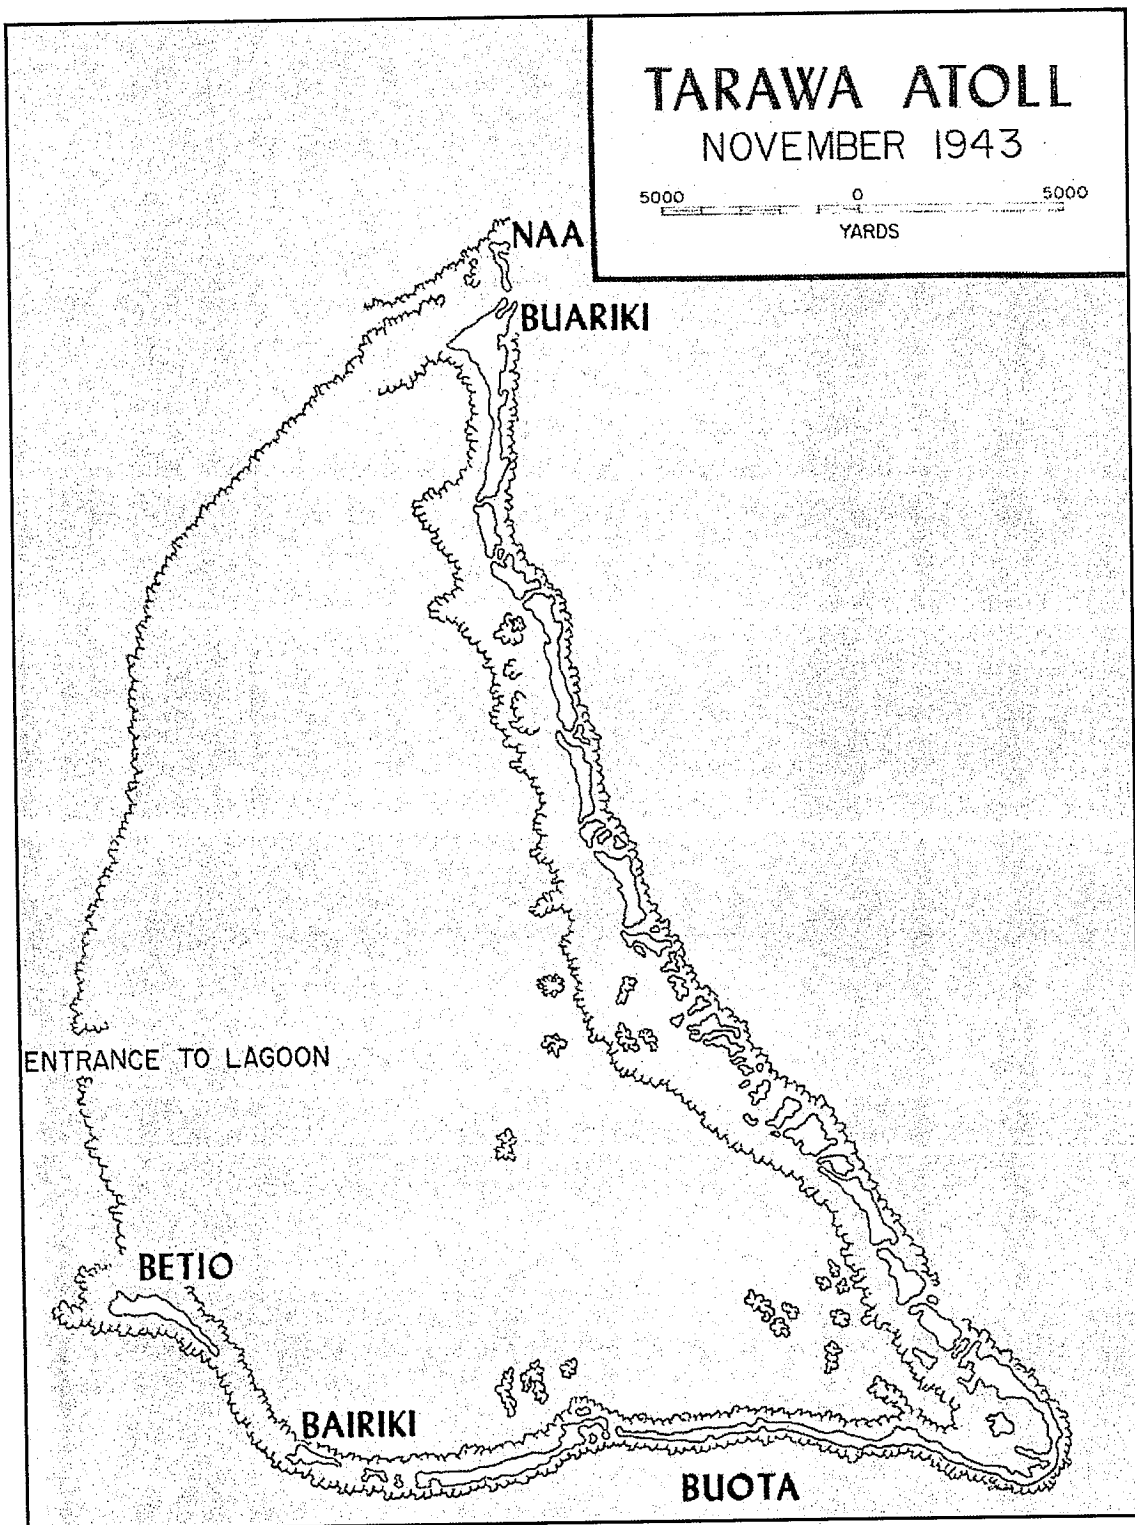 TARAWA ATOLL
NOVEMBER 1943
5000 0 5000
YARDS
NAA
BUARIKI
ENTRANCE TO LAGOON
BETIO
BAIRIKI
BUOTA